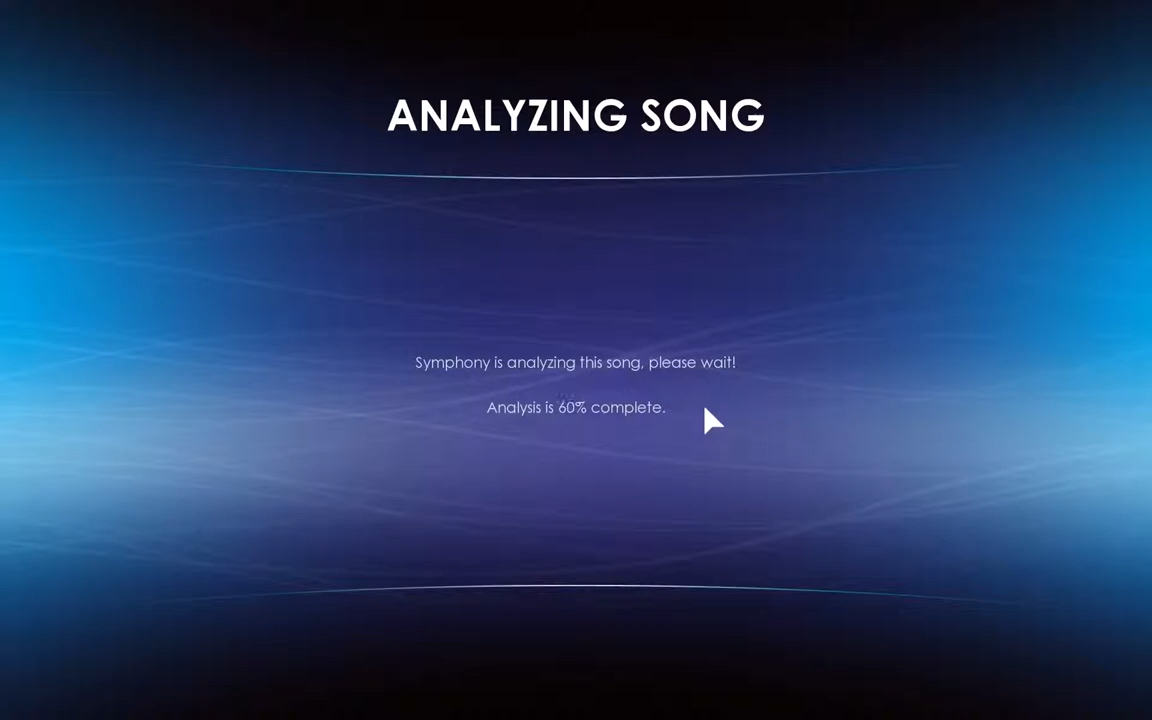 ANALYZING SONG
Symphony is analyzing this song, please wait!
Analysis is 60% complete.